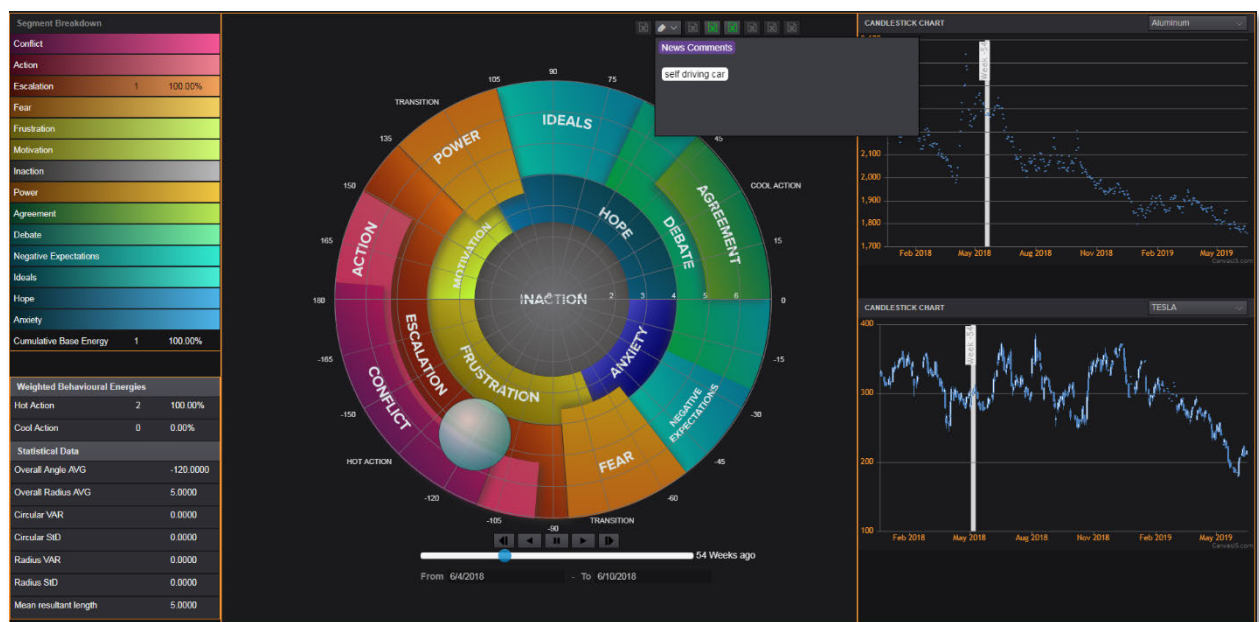 Segment Breakdown
Conflict
Action
Escalation 1 100.00%
Fear
Frustration
Motivation
Inaction
Power
Agreement
Debate
Negative Expectations
Ideals
Hope
Anxiety
Cumulative Base Energy 1 100.00%
Weighted Behavioural Energies
Hot Action 2 100.00%
Cool Action 0 0.00%
Statistical Data
Overall Angle AVG -120.0000
Overall Radius AVG 5.0000
Circular VAR 0.0000
Circular StD 0.0000
Radius VAR 0.0000
Radius StD 0.0000
Mean resultant length 5.0000
News Comments
self driving car
90
105
75
TRANSITION
135
45
150
COOL ACTION
165
15
180
0
-165
-15
-150
-30
HOT ACTION
-45
-120
-60
-105
-90
TRANSITION
IDEALS
POWER
AGREEMENT
HOPE
DEBATE
ACTION
MOTIVATION
INACTION
2 3 4 5 6
ESCALATION
FRUSTRATION
ANXIETY
CONFLICT
NEGATIVE
EXPECTATIONS
FEAR
54 Weeks ago
From 6/4/2018 - To 6/10/2018
CANDLESTICK CHART Aluminum
Week -54
2,100
2,000
1,900
1,800
1,700
Feb 2018 May 2018 Aug 2018 Nov 2018 Feb 2019 May 2019
CanvasJS.com
CANDLESTICK CHART TESLA
Week -54
400
300
200
100
Feb 2018 May 2018 Aug 2018 Nov 2018 Feb 2019 May 2019
CanvasJS.com